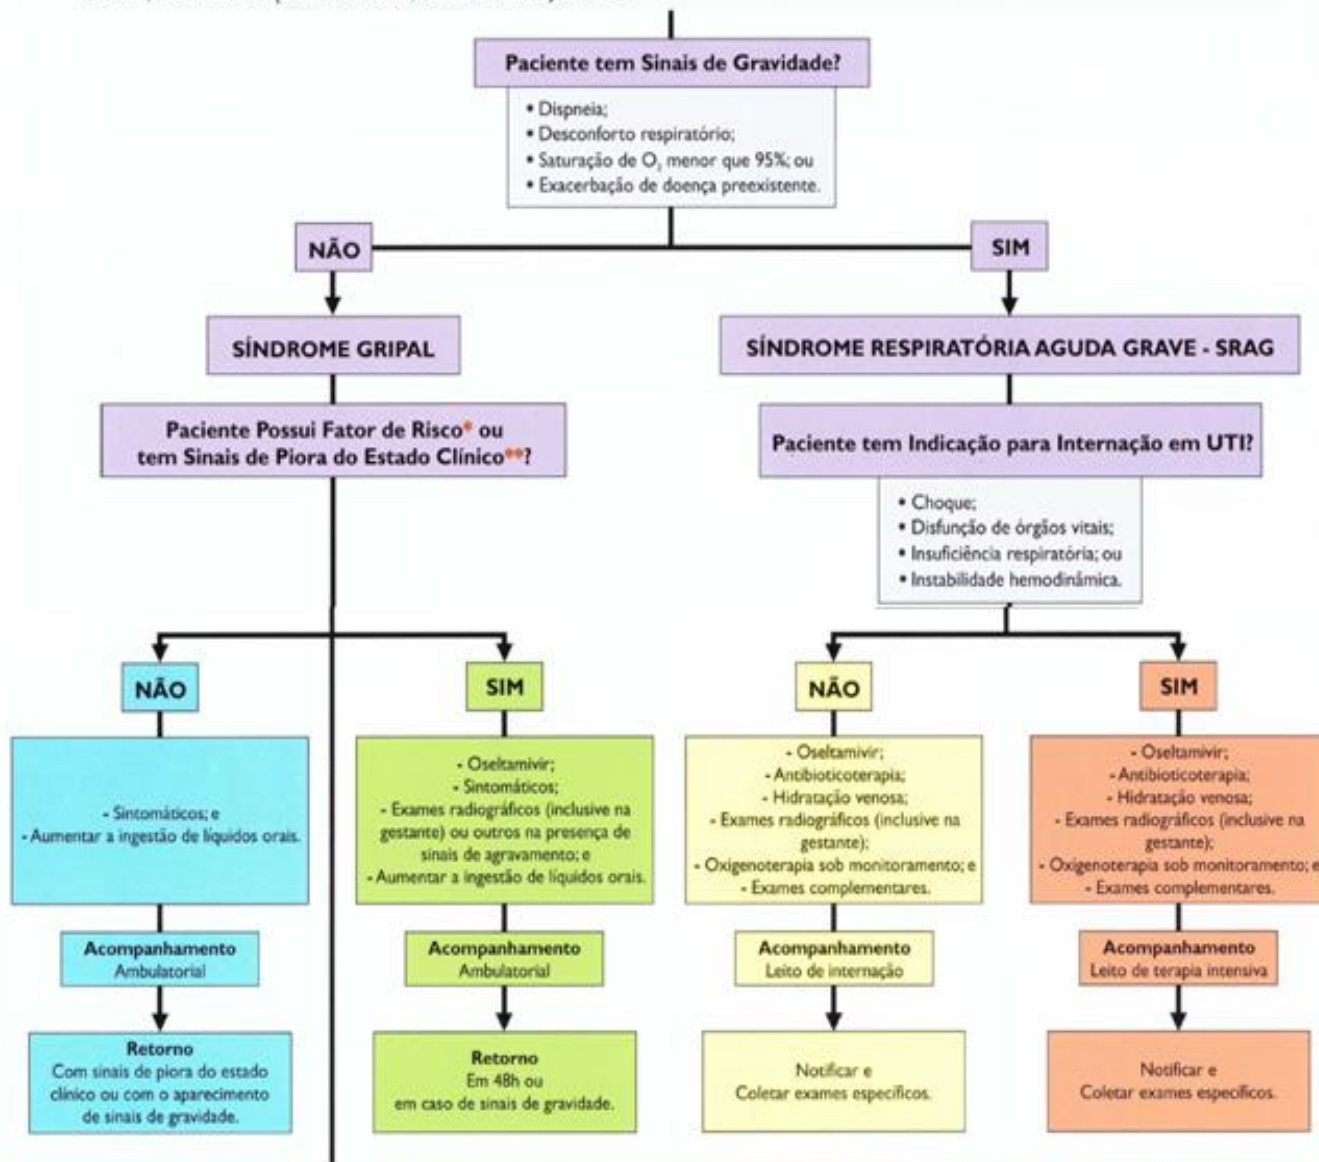 Paciente tem Sinais de Gravidade?
• Dispneia;
• Desconforto respiratório;
• Saturação de O₂ menor que 95%; ou
• Exacerbação de doença preexistente.
NÃO
SIM
SÍNDROME GRIPAL
SÍNDROME RESPIRATÓRIA AGUDA GRAVE - SRAG
Paciente Possui Fator de Risco* ou
tem Sinais de Piora do Estado Clínico**?
Paciente tem Indicação para Internação em UTI?
• Choque;
• Disfunção de órgãos vitais;
• Insuficiência respiratória; ou
• Instabilidade hemodinâmica.
NÃO
- Sintomáticos; e
- Aumentar a ingestão de líquidos orais.
Acompanhamento
Ambulatorial
Retorno
Com sinais de piora do estado
clínico ou com o aparecimento
de sinais de gravidade.
SIM
- Oseltamivir;
- Sintomáticos;
- Exames radiográficos (inclusive na
gestante) ou outros na presença de
sinais de agravamento; e
- Aumentar a ingestão de líquidos orais.
Acompanhamento
Ambulatorial
Retorno
Em 48h ou
em caso de sinais de gravidade.
NÃO
- Oseltamivir;
- Antibioticoterapia;
- Hidratação venosa;
- Exames radiográficos (inclusive na
gestante);
- Oxigenoterapia sob monitoramento; e
- Exames complementares.
Acompanhamento
Leito de internação
Notificar e
Coletar exames específicos.
SIM
- Oseltamivir;
- Antibioticoterapia;
- Hidratação venosa;
- Exames radiográficos (inclusive na
gestante);
- Oxigenoterapia sob monitoramento; e
- Exames complementares.
Acompanhamento
Leito de terapia intensiva
Notificar e
Coletar exames específicos.